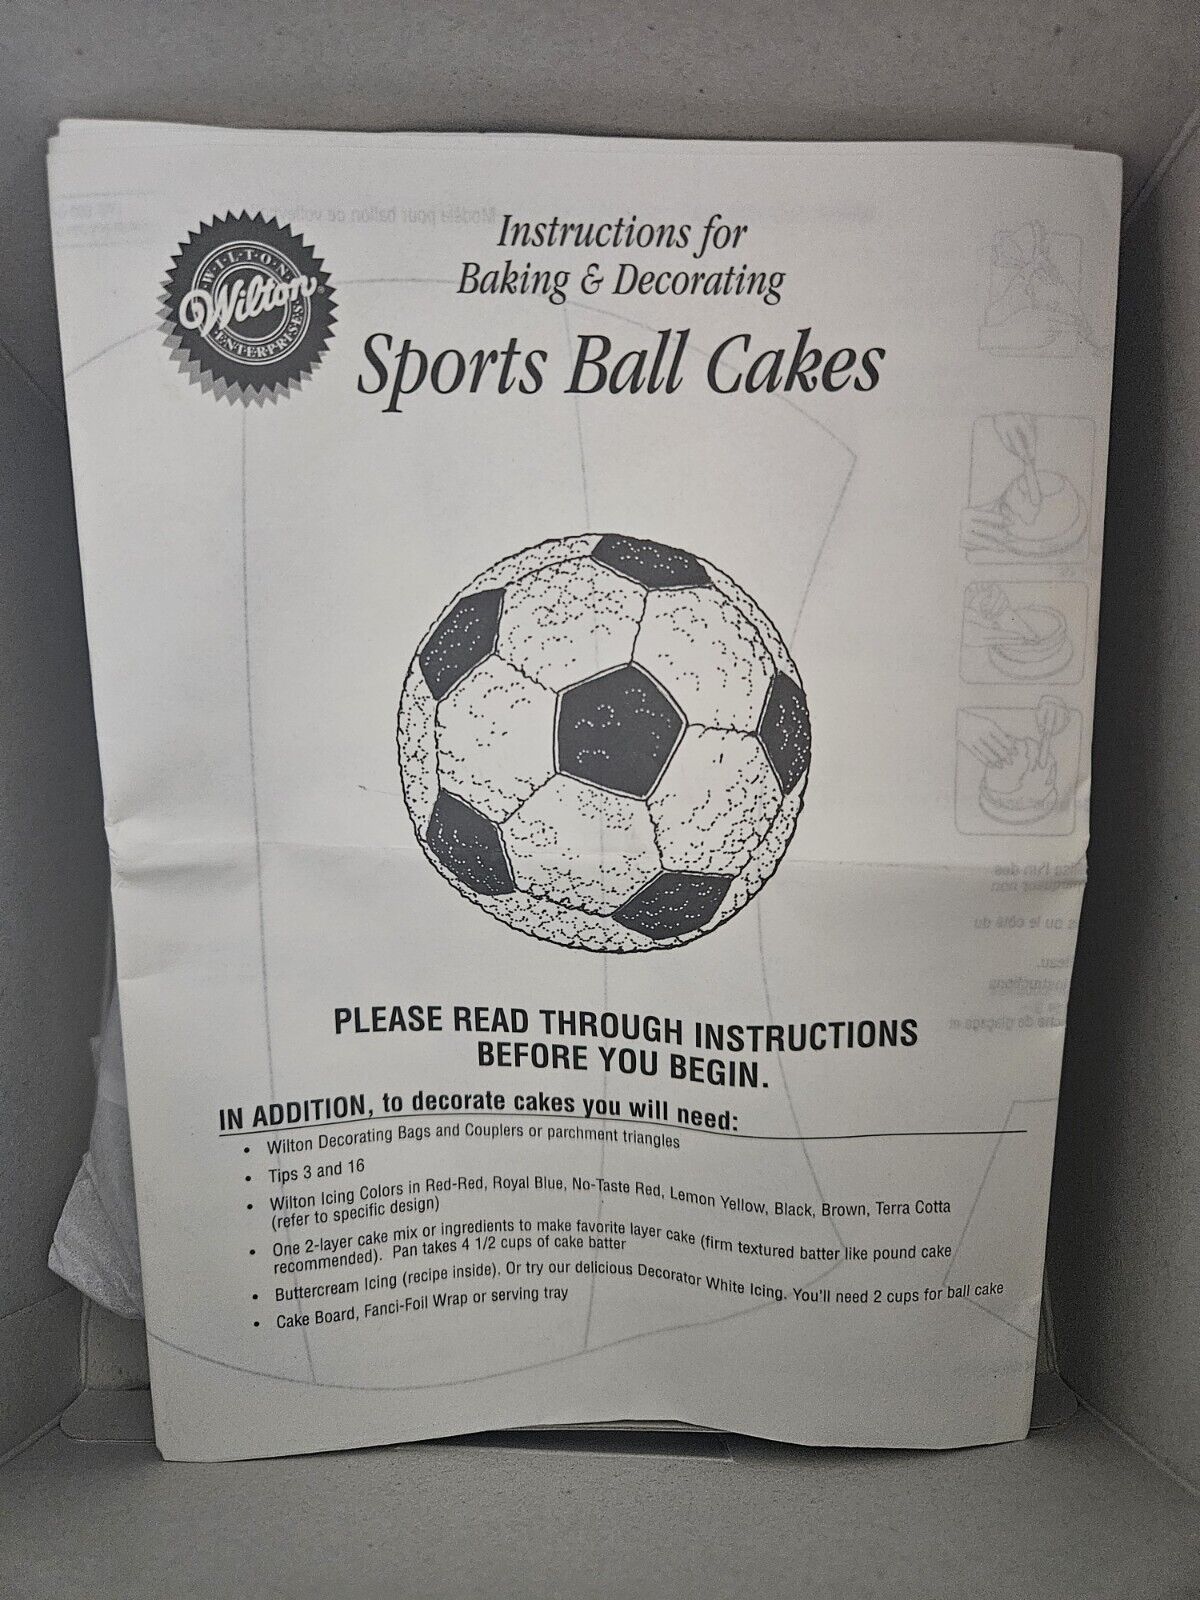 WILTON
Wilton
ENTERPRISES
Instructions for
Baking & Decorating
Sports Ball Cakes
PLEASE READ THROUGH INSTRUCTIONS
BEFORE YOU BEGIN.
IN ADDITION, to decorate cakes you will need:
• Wilton Decorating Bags and Couplers or parchment triangles
• Tips 3 and 16
• Wilton Icing Colors in Red-Red, Royal Blue, No-Taste Red, Lemon Yellow, Black, Brown, Terra Cotta
(refer to specific design)
• One 2-layer cake mix or ingredients to make favorite layer cake (firm textured batter like pound cake
recommended). Pan takes 4 1/2 cups of cake batter
• Buttercream Icing (recipe inside). Or try our delicious Decorator White Icing. You'll need 2 cups for ball cake
• Cake Board, Fanci-Foil Wrap or serving tray